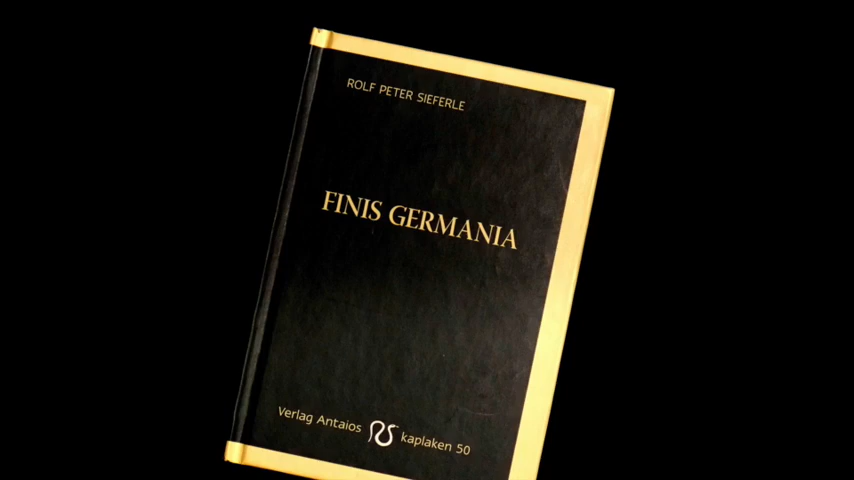 ROLF PETER SIEFERLE
FINIS GERMANIA
Verlag Antaios kaplaken 50